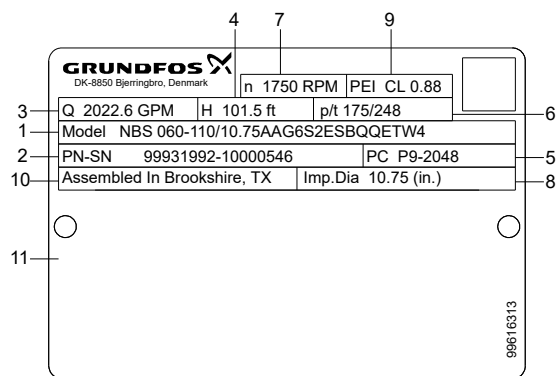 4 7 9
GRUNDFOS
DK-8850 Bjerringbro, Denmark
n 1750 RPM PEI CL 0.88
3 Q 2022.6 GPM H 101.5 ft p/t 175/248 6
1 Model NBS 060-110/10.75AAG6S2ESBQQETW4
2 PN-SN 99931992-10000546 PC P9-2048 5
10 Assembled In Brookshire, TX Imp.Dia 10.75 (in.) 8
11
99616313